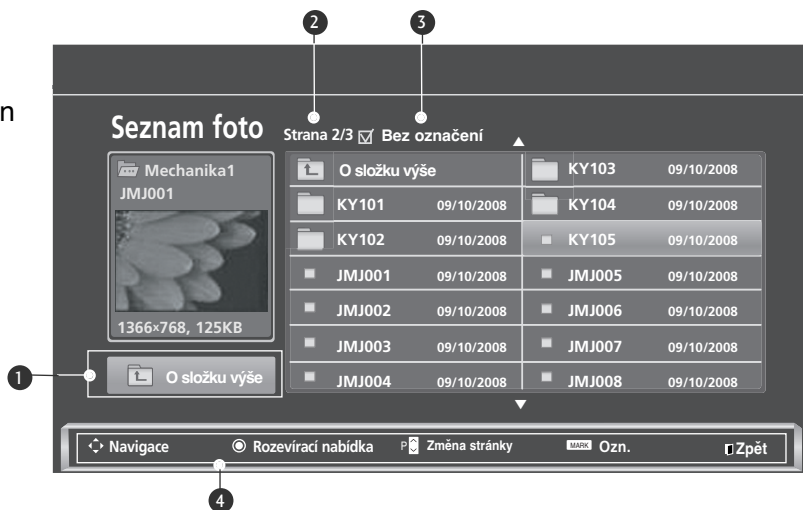 2
3
n
Seznam foto
Strana 2/3 Bez označení
Mechanika1
JMJ001
1366×768, 125KB
O složku výše
KY101 09/10/2008
KY102 09/10/2008
JMJ001 09/10/2008
JMJ002 09/10/2008
JMJ003 09/10/2008
JMJ004 09/10/2008
KY103 09/10/2008
KY104 09/10/2008
KY105 09/10/2008
JMJ005 09/10/2008
JMJ006 09/10/2008
JMJ007 09/10/2008
JMJ008 09/10/2008
1
O složku výše
Navigace Rozevírací nabídka P Změna stránky MARK Ozn. Zpět
4